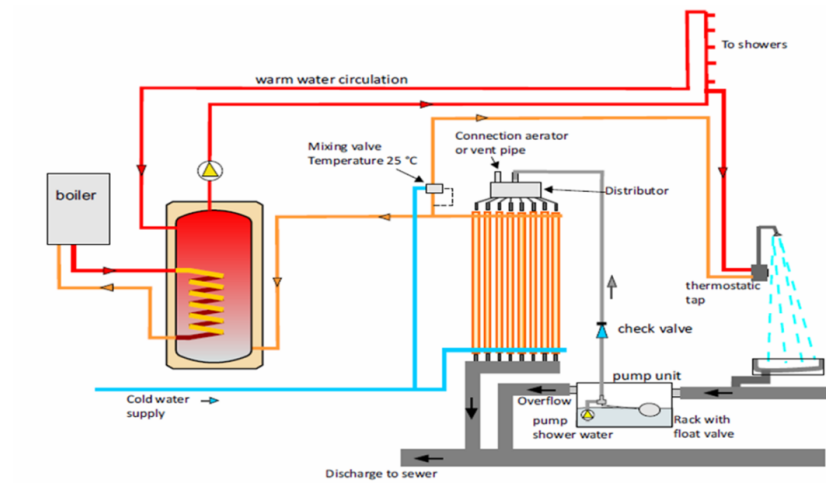 To showers
warm water circulation
Connection aerator
or vent pipe
Mixing valve
Temperature 25 °C
Distributor
boiler
thermostatic
tap
check valve
pump unit
Cold water
supply
Overflow
pump
shower water
Rack with
float valve
Discharge to sewer